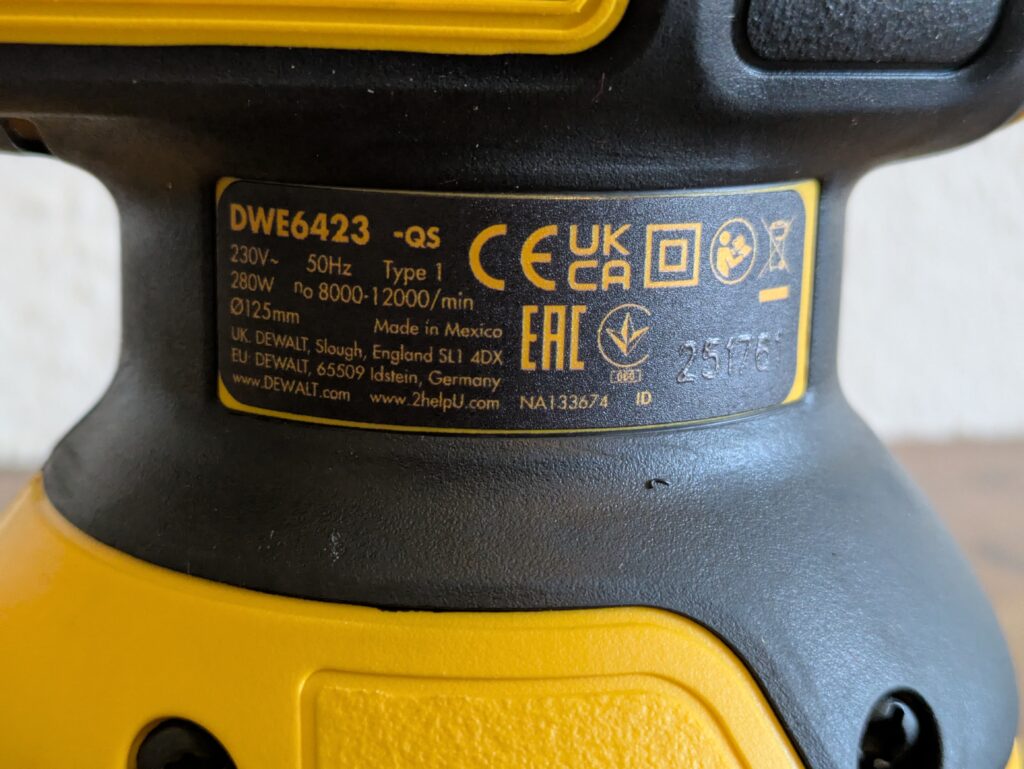 DWE6423 -QS
230V~ 50Hz Type 1
280W no 8000-12000/min
Ø125mm Made in Mexico
UK: DEWALT, Slough, England SL1 4DX
EU: DEWALT, 65509 Idstein, Germany
www.DEWALT.com www.2helpU.com NA133674 ID
CE UK CA
EAC
251761